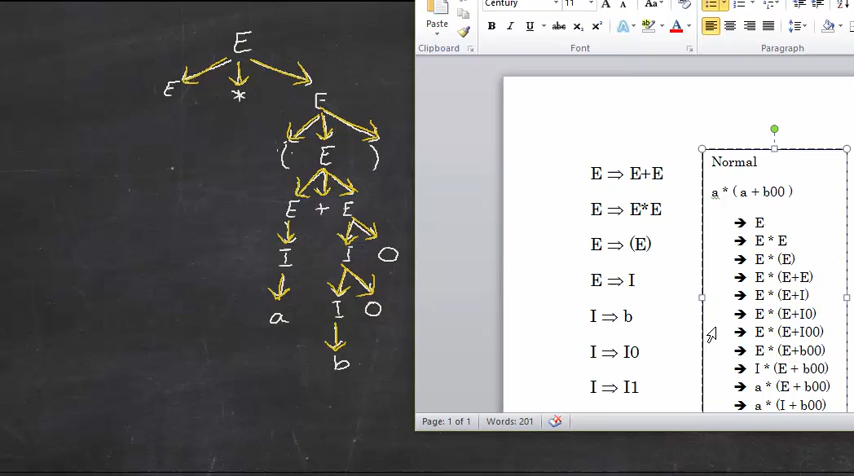 E
E * E
( E )
E + E
I I 0
a I 0
b
Century 11 A A
Paste
B I U abc X₂ X² A ab A
Clipboard Font Paragraph
E ⇒ E+E
E ⇒ E*E
E ⇒ (E)
E ⇒ I
I ⇒ b
I ⇒ I0
I ⇒ I1
Normal
a * ( a + b00 )
➔ E
➔ E * E
➔ E * (E)
➔ E * (E+E)
➔ E * (E+I)
➔ E * (E+I0)
➔ E * (E+I00)
➔ E * (E+b00)
➔ I * (E + b00)
➔ a * (E + b00)
➔ a * (I + b00)
Page: 1 of 1 Words: 201